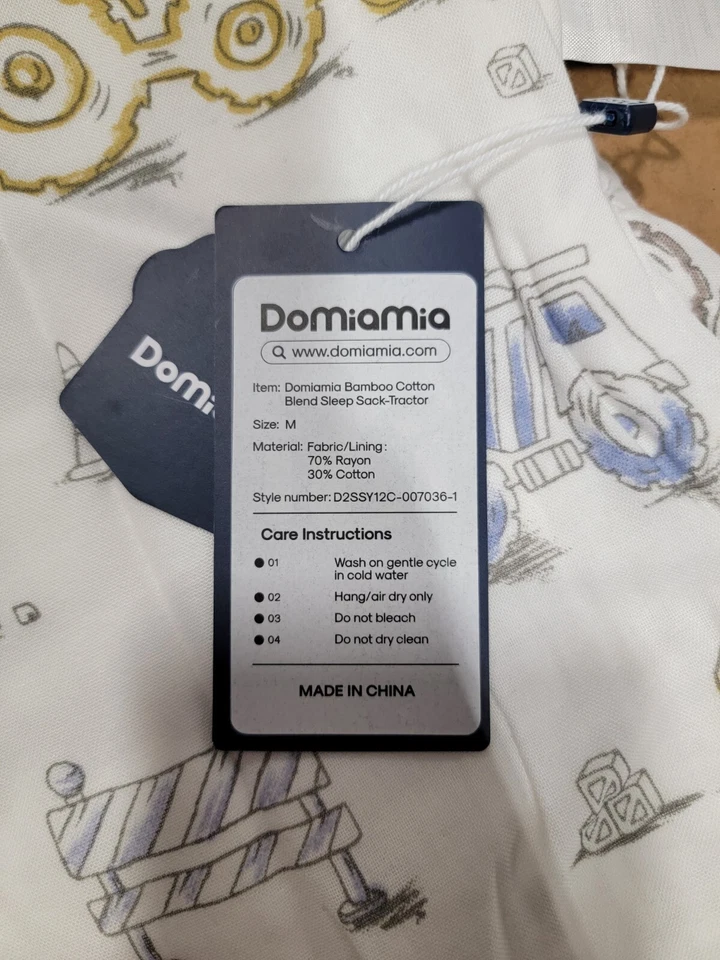 DomiaMia
www.domiamia.com
Item: Domiamia Bamboo Cotton
Blend Sleep Sack-Tractor
Size: M
Material: Fabric/Lining:
70% Rayon
30% Cotton
Style number: D2SSY12C-007036-1
Care Instructions
01 Wash on gentle cycle
in cold water
02 Hang/air dry only
03 Do not bleach
04 Do not dry clean
MADE IN CHINA
DoMi